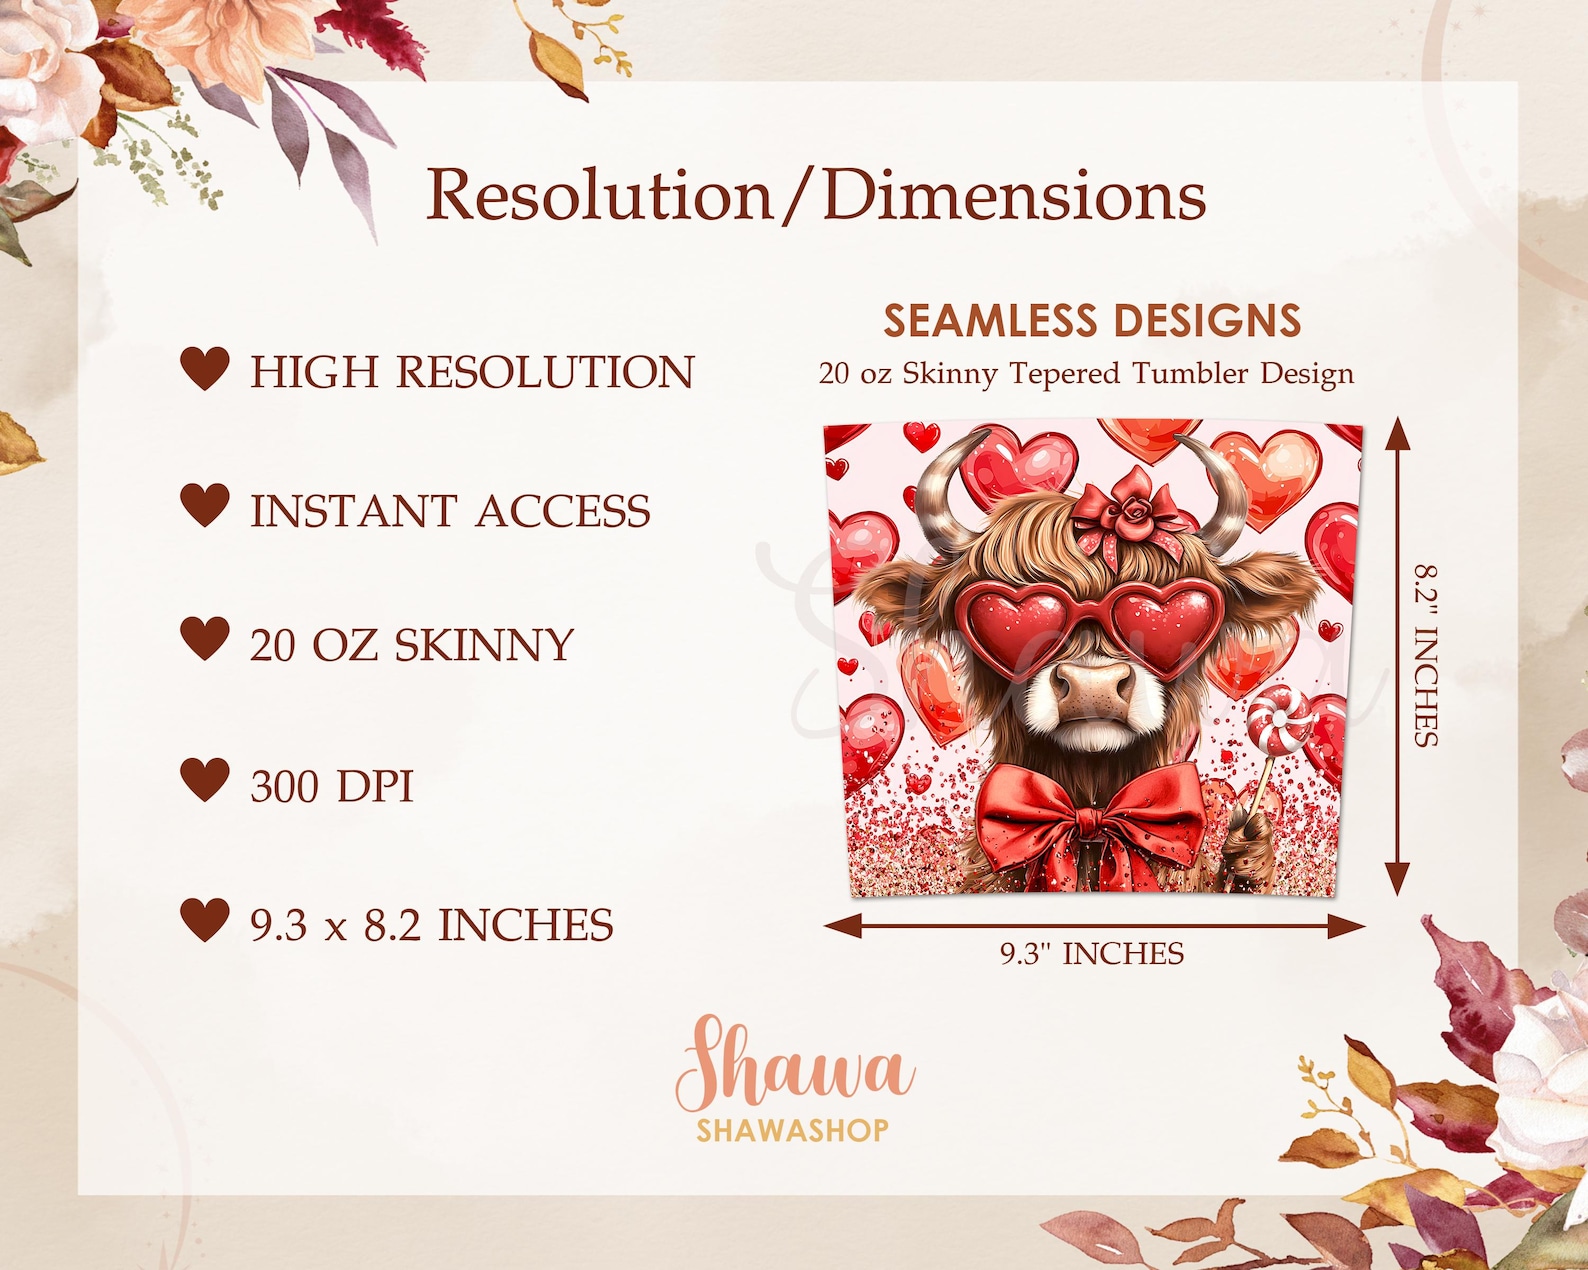 Resolution/Dimensions
HIGH RESOLUTION
INSTANT ACCESS
20 OZ SKINNY
300 DPI
9.3 x 8.2 INCHES
SEAMLESS DESIGNS
20 oz Skinny Tepered Tumbler Design
Shawa
8.2" INCHES
9.3" INCHES
Shawa
SHAWASHOP